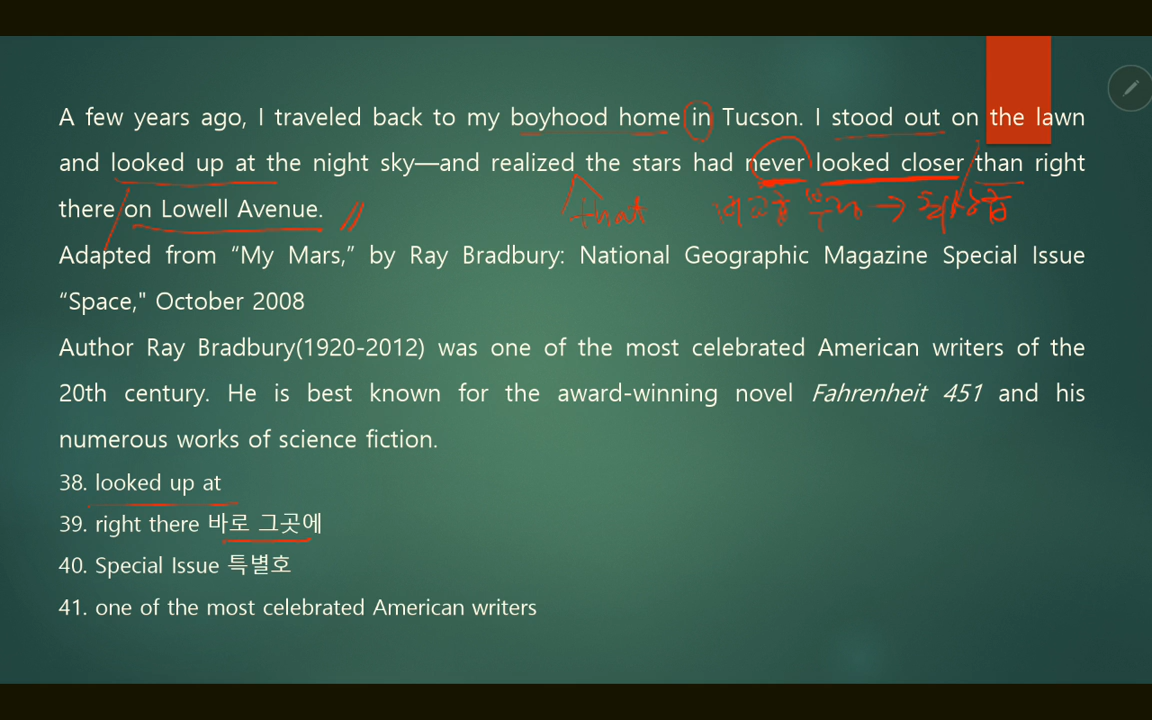 A few years ago, I traveled back to my boyhood home in Tucson. I stood out on the lawn
and looked up at the night sky—and realized the stars had never looked closer than right
there on Lowell Avenue.
that
Adapted from “My Mars,” by Ray Bradbury: National Geographic Magazine Special Issue
“Space," October 2008
Author Ray Bradbury(1920-2012) was one of the most celebrated American writers of the
20th century. He is best known for the award-winning novel Fahrenheit 451 and his
numerous works of science fiction.
38. looked up at
39. right there 바로 그곳에
40. Special Issue 특별호
41. one of the most celebrated American writers